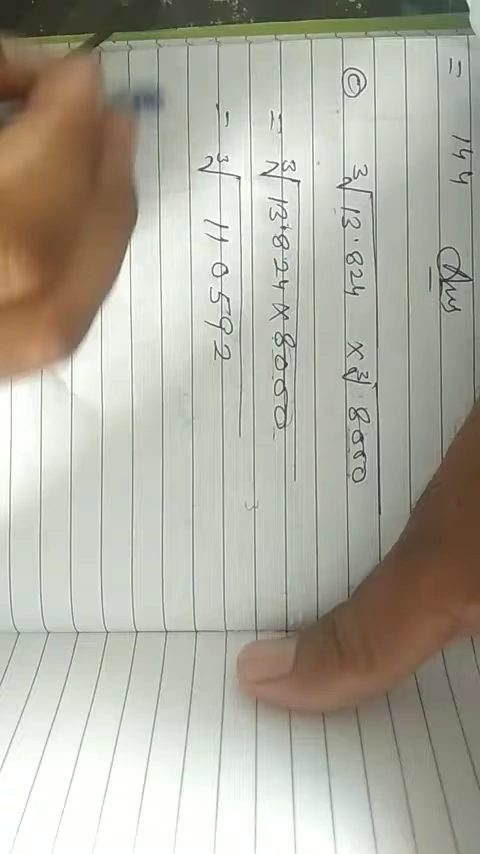 = 144 Ans
(c) ∛13.824 × ∛8000
= ∛13.824×8000
= ∛110592